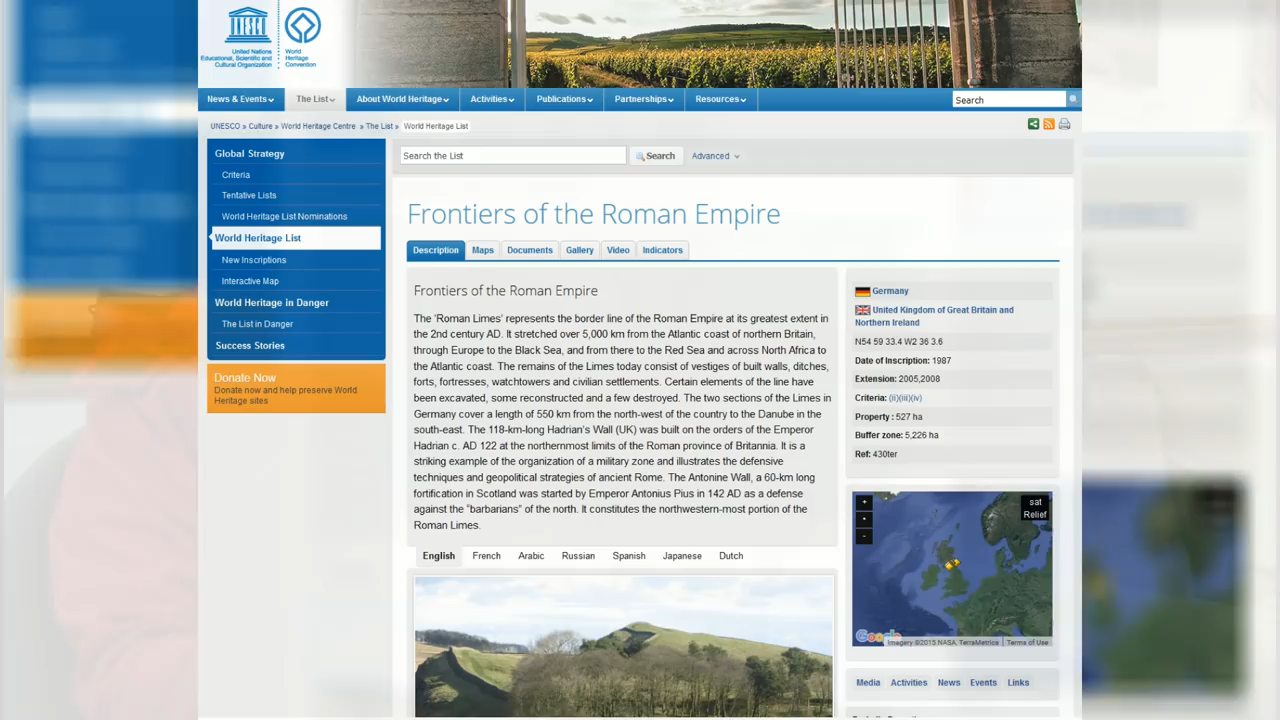 United Nations
Educational, Scientific and
Cultural Organization
World
Heritage
Convention
News & Events
The List
About World Heritage
Activities
Publications
Partnerships
Resources
Search
UNESCO » Culture » World Heritage Centre » The List » World Heritage List
Global Strategy
Criteria
Tentative Lists
World Heritage List Nominations
World Heritage List
New Inscriptions
Interactive Map
World Heritage in Danger
The List in Danger
Success Stories
Donate Now
Donate now and help preserve World
Heritage sites
Search the List
Search
Advanced
Frontiers of the Roman Empire
Description
Maps
Documents
Gallery
Video
Indicators
Frontiers of the Roman Empire
The ‘Roman Limes’ represents the border line of the Roman Empire at its greatest extent in
the 2nd century AD. It stretched over 5,000 km from the Atlantic coast of northern Britain,
through Europe to the Black Sea, and from there to the Red Sea and across North Africa to
the Atlantic coast. The remains of the Limes today consist of vestiges of built walls, ditches,
forts, fortresses, watchtowers and civilian settlements. Certain elements of the line have
been excavated, some reconstructed and a few destroyed. The two sections of the Limes in
Germany cover a length of 550 km from the north-west of the country to the Danube in the
south-east. The 118-km-long Hadrian’s Wall (UK) was built on the orders of the Emperor
Hadrian c. AD 122 at the northernmost limits of the Roman province of Britannia. It is a
striking example of the organization of a military zone and illustrates the defensive
techniques and geopolitical strategies of ancient Rome. The Antonine Wall, a 60-km long
fortification in Scotland was started by Emperor Antonius Pius in 142 AD as a defense
against the “barbarians” of the north. It constitutes the northwestern-most portion of the
Roman Limes.
English
French
Arabic
Russian
Spanish
Japanese
Dutch
Germany
United Kingdom of Great Britain and
Northern Ireland
N54 59 33.4 W2 36 3.6
Date of Inscription: 1987
Extension: 2005,2008
Criteria: (ii)(iii)(iv)
Property : 527 ha
Buffer zone: 5,226 ha
Ref: 430ter
sat
Relief
Google
Imagery ©2013 NASA, TerraMetrics
Terms of Use
Media
Activities
News
Events
Links